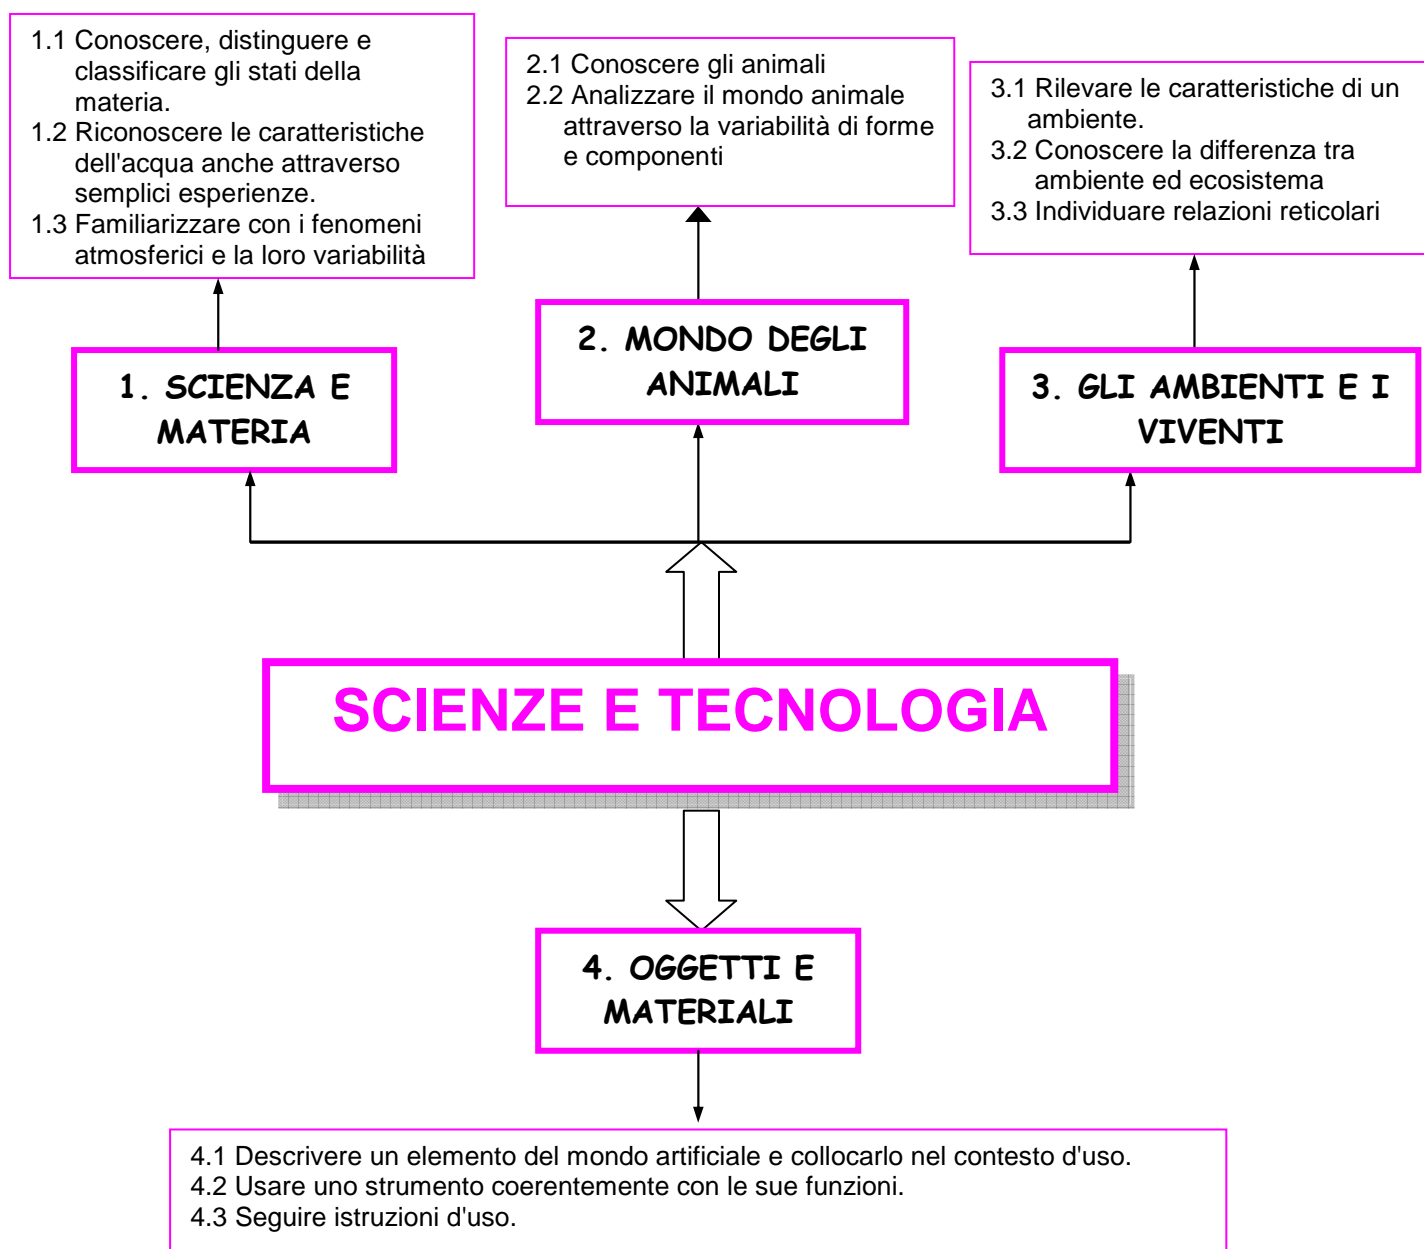 1.1 Conoscere, distinguere e
classificare gli stati della
materia.
1.2 Riconoscere le caratteristiche
dell'acqua anche attraverso
semplici esperienze.
1.3 Familiarizzare con i fenomeni
atmosferici e la loro variabilità
2.1 Conoscere gli animali
2.2 Analizzare il mondo animale
attraverso la variabilità di forme
e componenti
3.1 Rilevare le caratteristiche di un
ambiente.
3.2 Conoscere la differenza tra
ambiente ed ecosistema
3.3 Individuare relazioni reticolari
1. SCIENZA E
MATERIA
2. MONDO DEGLI
ANIMALI
3. GLI AMBIENTI E I
VIVENTI
SCIENZE E TECNOLOGIA
4. OGGETTI E
MATERIALI
4.1 Descrivere un elemento del mondo artificiale e collocarlo nel contesto d'uso.
4.2 Usare uno strumento coerentemente con le sue funzioni.
4.3 Seguire istruzioni d'uso.